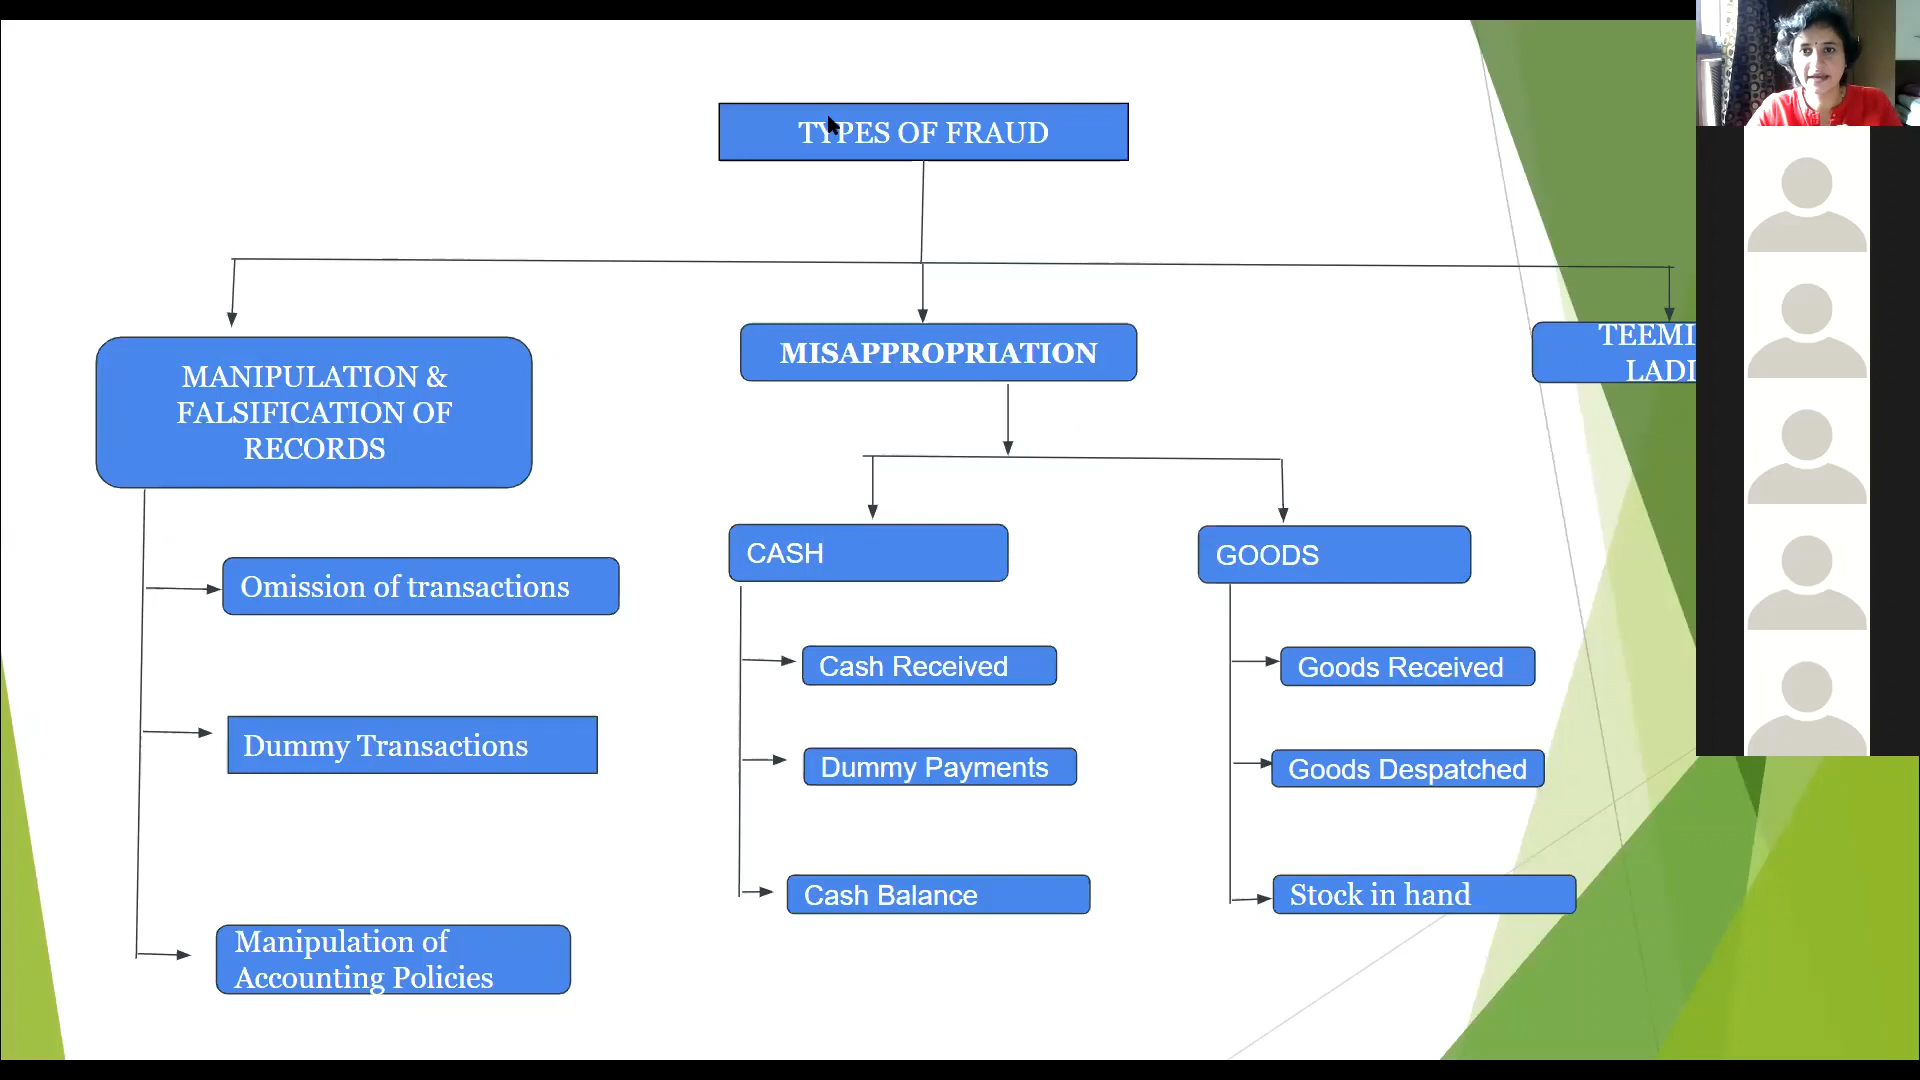 TYPES OF FRAUD
MANIPULATION &
FALSIFICATION OF
RECORDS
Omission of transactions
Dummy Transactions
Manipulation of
Accounting Policies
MISAPPROPRIATION
CASH
Cash Received
Dummy Payments
Cash Balance
GOODS
Goods Received
Goods Despatched
Stock in hand